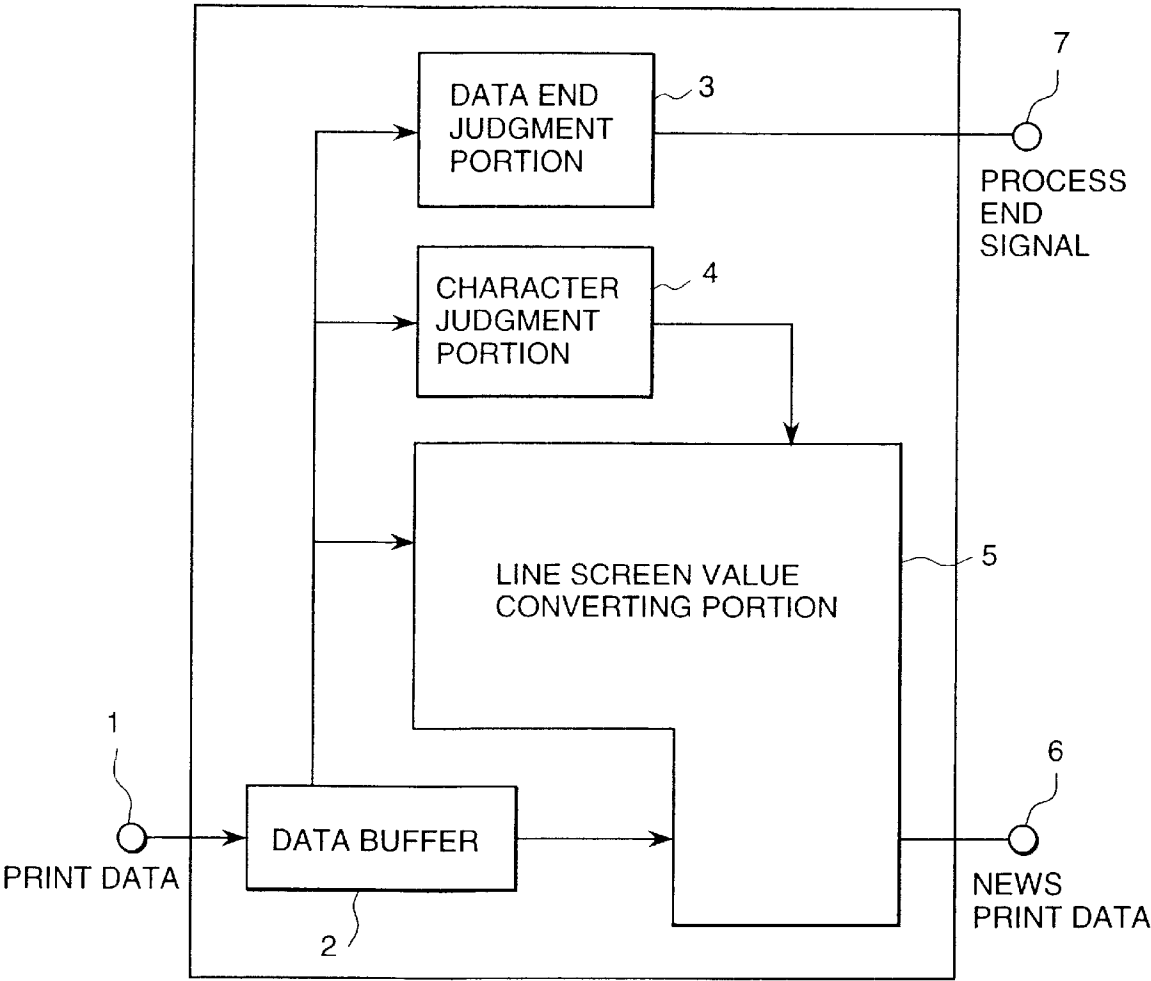 7
3
DATA END
JUDGMENT
PORTION
PROCESS
END
SIGNAL
4
CHARACTER
JUDGMENT
PORTION
5
LINE SCREEN VALUE
CONVERTING PORTION
1
6
DATA BUFFER
PRINT DATA
NEWS
PRINT DATA
2